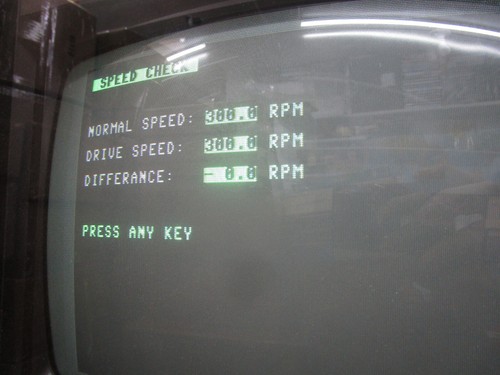 SPEED CHECK
NORMAL SPEED: 300.0 RPM
DRIVE SPEED: 300.0 RPM
DIFFERANCE: - 0.0 RPM
PRESS ANY KEY